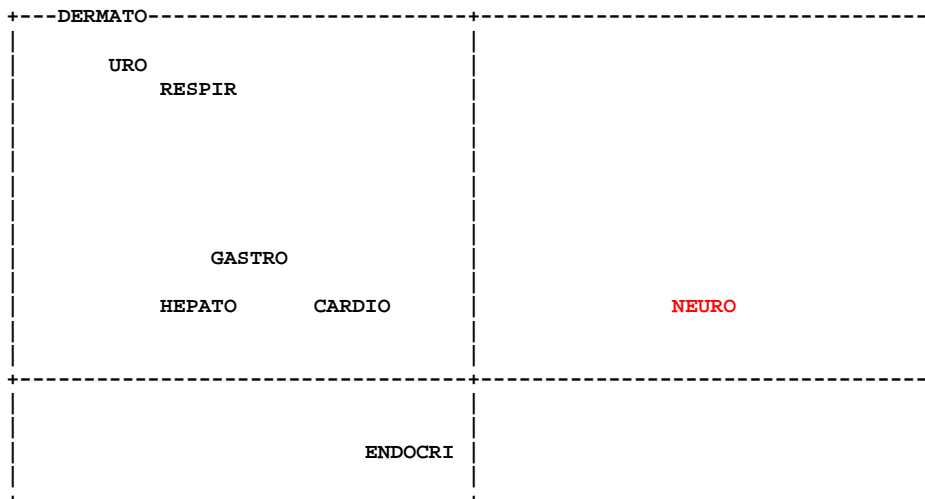 DERMATO
URO
RESPIR
GASTRO
HEPATO CARDIO NEURO
ENDOCRI